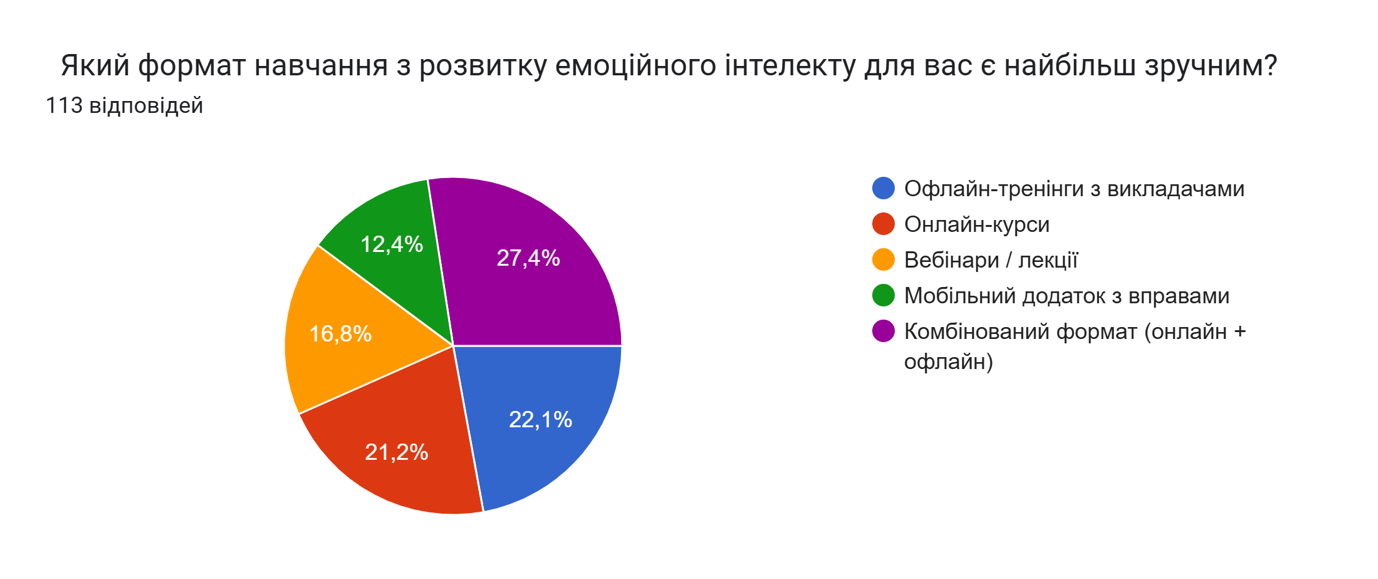 Який формат навчання з розвитку емоційного інтелекту для вас є найбільш зручним?
113 відповідей
Офлайн-тренінги з викладачами
Онлайн-курси
Вебінари / лекції
Мобільний додаток з вправами
Комбінований формат (онлайн +
офлайн)
12,4%
27,4%
16,8%
22,1%
21,2%